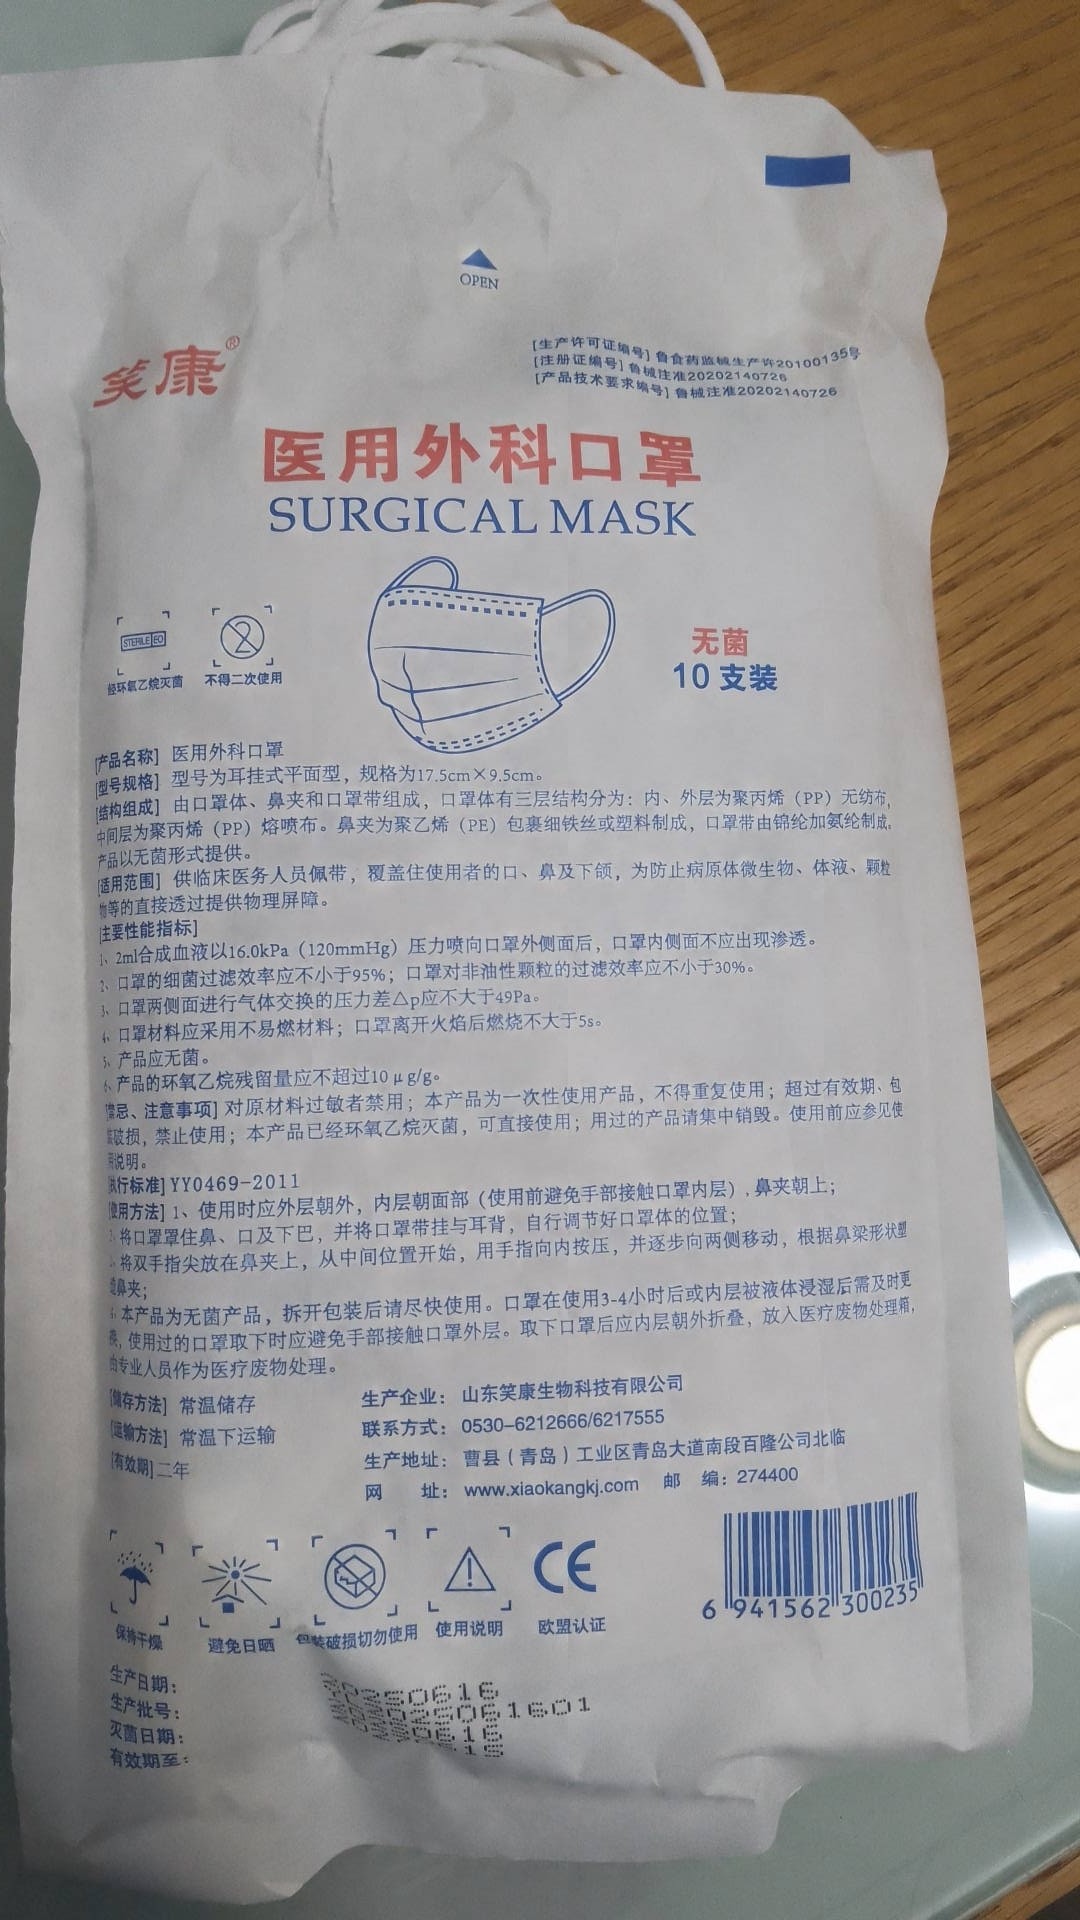 OPEN
笑康®
[生产许可证编号] 鲁食药监械生产许20100135号
[注册证编号] 鲁械注准20202140726
[产品技术要求编号] 鲁械注准20202140726
医用外科口罩
SURGICAL MASK
STERILE EO
经环氧乙烷灭菌 不得二次使用
无菌
10支装
[产品名称] 医用外科口罩
[型号规格] 型号为耳挂式平面型，规格为17.5cm×9.5cm。
[结构组成] 由口罩体、鼻夹和口罩带组成，口罩体有三层结构分为：内、外层为聚丙烯（PP）无纺布，
中间层为聚丙烯（PP）熔喷布。鼻夹为聚乙烯（PE）包裹细铁丝或塑料制成，口罩带由锦纶加氨纶制成。
产品以无菌形式提供。
[适用范围] 供临床医务人员佩带，覆盖住使用者的口、鼻及下颌，为防止病原体微生物、体液、颗粒
物等的直接透过提供物理屏障。
[主要性能指标]
1、2ml合成血液以16.0kPa（120mmHg）压力喷向口罩外侧面后，口罩内侧面不应出现渗透。
2、口罩的细菌过滤效率应不小于95%；口罩对非油性颗粒的过滤效率应不小于30%。
3、口罩两侧面进行气体交换的压力差△p应不大于49Pa。
4、口罩材料应采用不易燃材料；口罩离开火焰后燃烧不大于5s。
5、产品应无菌。
6、产品的环氧乙烷残留量应不超过10μg/g。
[禁忌、注意事项] 对原材料过敏者禁用；本产品为一次性使用产品，不得重复使用；超过有效期、包
装破损，禁止使用；本产品已经环氧乙烷灭菌，可直接使用；用过的产品请集中销毁。使用前应参见使
用说明。
[执行标准] YY0469-2011
[使用方法] 1、使用时应外层朝外，内层朝面部（使用前避免手部接触口罩内层），鼻夹朝上；
2、将口罩罩住鼻、口及下巴，并将口罩带挂与耳背，自行调节好口罩体的位置；
3、将双手指尖放在鼻夹上，从中间位置开始，用手指向内按压，并逐步向两侧移动，根据鼻梁形状塑
造鼻夹；
4、本产品为无菌产品，拆开包装后请尽快使用。口罩在使用3-4小时后或内层被液体浸湿后需及时更
换，使用过的口罩取下时应避免手部接触口罩外层。取下口罩后应内层朝外折叠，放入医疗废物处理箱，
由专业人员作为医疗废物处理。
[储存方法] 常温储存
[运输方法] 常温下运输
[有效期] 二年
生产企业： 山东笑康生物科技有限公司
联系方式： 0530-6212666/6217555
生产地址： 曹县（青岛）工业区青岛大道南段百隆公司北临
网 址： www.xiaokangkj.com 邮 编：274400
CE
保持干燥 避免日晒 包装破损切勿使用 使用说明 欧盟认证
6 941562 300235
生产日期：
生产批号：
灭菌日期：
有效期至：